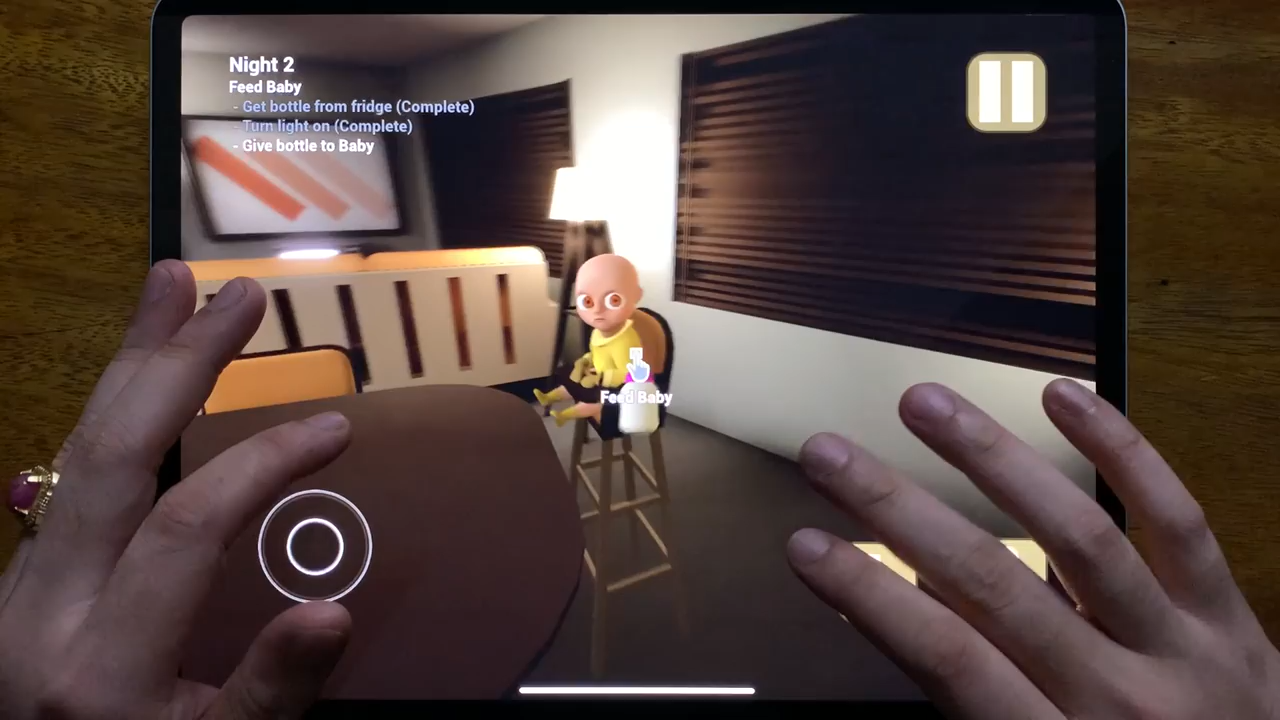 Night 2
Feed Baby
- Get bottle from fridge (Complete)
- Turn light on (Complete)
- Give bottle to Baby
Feed Baby